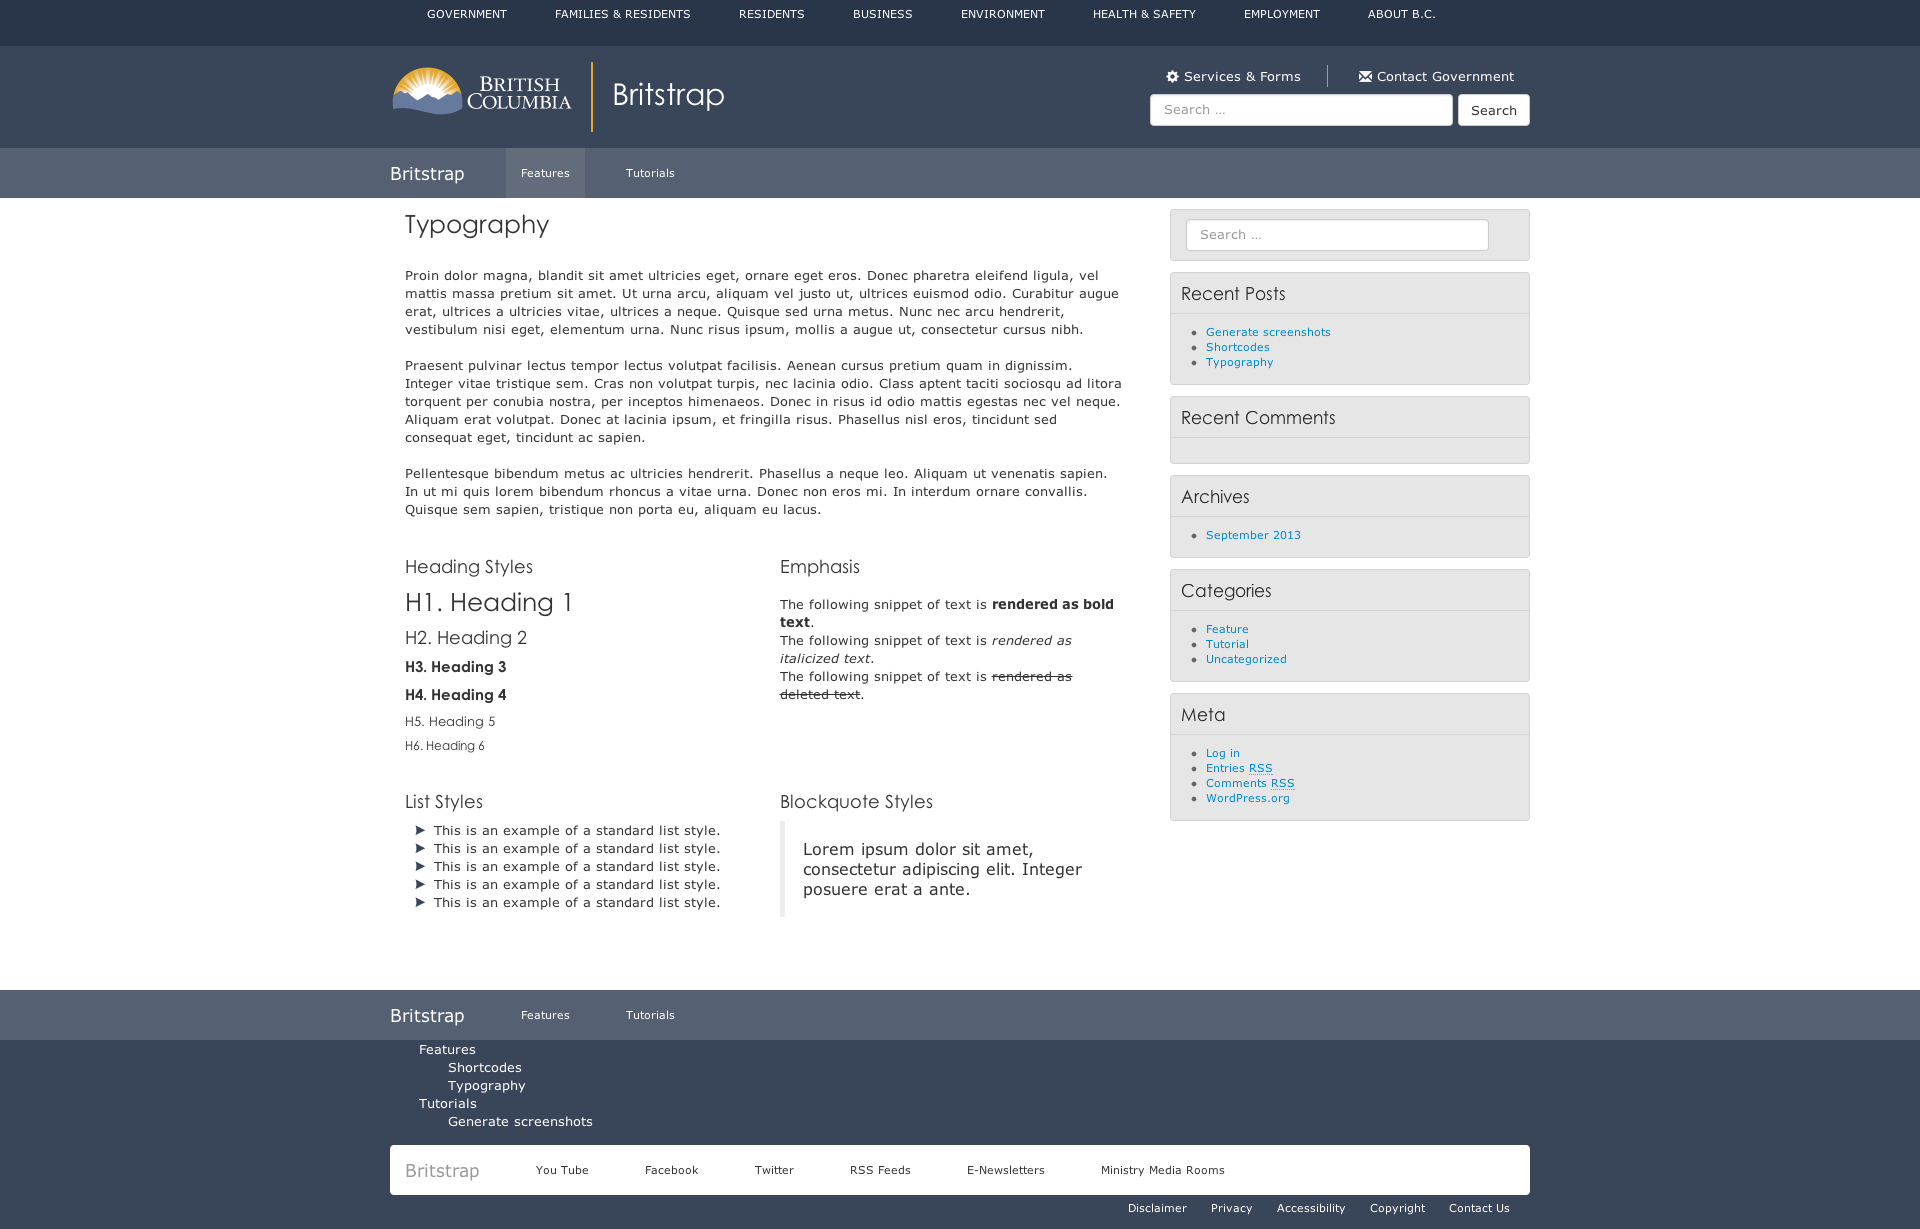 GOVERNMENT FAMILIES & RESIDENTS RESIDENTS BUSINESS ENVIRONMENT HEALTH & SAFETY EMPLOYMENT ABOUT B.C.
BRITISH COLUMBIA
Britstrap
Services & Forms Contact Government
Search ... Search
Britstrap Features Tutorials
Typography
Proin dolor magna, blandit sit amet ultricies eget, ornare eget eros. Donec pharetra eleifend ligula, vel
mattis massa pretium sit amet. Ut urna arcu, aliquam vel justo ut, ultrices euismod odio. Curabitur augue
erat, ultrices a ultricies vitae, ultrices a neque. Quisque sed urna metus. Nunc nec arcu hendrerit,
vestibulum nisi eget, elementum urna. Nunc risus ipsum, mollis a augue ut, consectetur cursus nibh.
Praesent pulvinar lectus tempor lectus volutpat facilisis. Aenean cursus pretium quam in dignissim.
Integer vitae tristique sem. Cras non volutpat turpis, nec lacinia odio. Class aptent taciti sociosqu ad litora
torquent per conubia nostra, per inceptos himenaeos. Donec in risus id odio mattis egestas nec vel neque.
Aliquam erat volutpat. Donec at lacinia ipsum, et fringilla risus. Phasellus nisl eros, tincidunt sed
consequat eget, tincidunt ac sapien.
Pellentesque bibendum metus ac ultricies hendrerit. Phasellus a neque leo. Aliquam ut venenatis sapien.
In ut mi quis lorem bibendum rhoncus a vitae urna. Donec non eros mi. In interdum ornare convallis.
Quisque sem sapien, tristique non porta eu, aliquam eu lacus.
Heading Styles
H1. Heading 1
H2. Heading 2
H3. Heading 3
H4. Heading 4
H5. Heading 5
H6. Heading 6
Emphasis
The following snippet of text is rendered as bold
text.
The following snippet of text is rendered as
italicized text.
The following snippet of text is rendered as
deleted text.
List Styles
This is an example of a standard list style.
This is an example of a standard list style.
This is an example of a standard list style.
This is an example of a standard list style.
This is an example of a standard list style.
Blockquote Styles
Lorem ipsum dolor sit amet,
consectetur adipiscing elit. Integer
posuere erat a ante.
Search ...
Recent Posts
Generate screenshots
Shortcodes
Typography
Recent Comments
Archives
September 2013
Categories
Feature
Tutorial
Uncategorized
Meta
Log in
Entries RSS
Comments RSS
WordPress.org
Britstrap Features Tutorials
Features
Shortcodes
Typography
Tutorials
Generate screenshots
Britstrap You Tube Facebook Twitter RSS Feeds E-Newsletters Ministry Media Rooms
Disclaimer Privacy Accessibility Copyright Contact Us